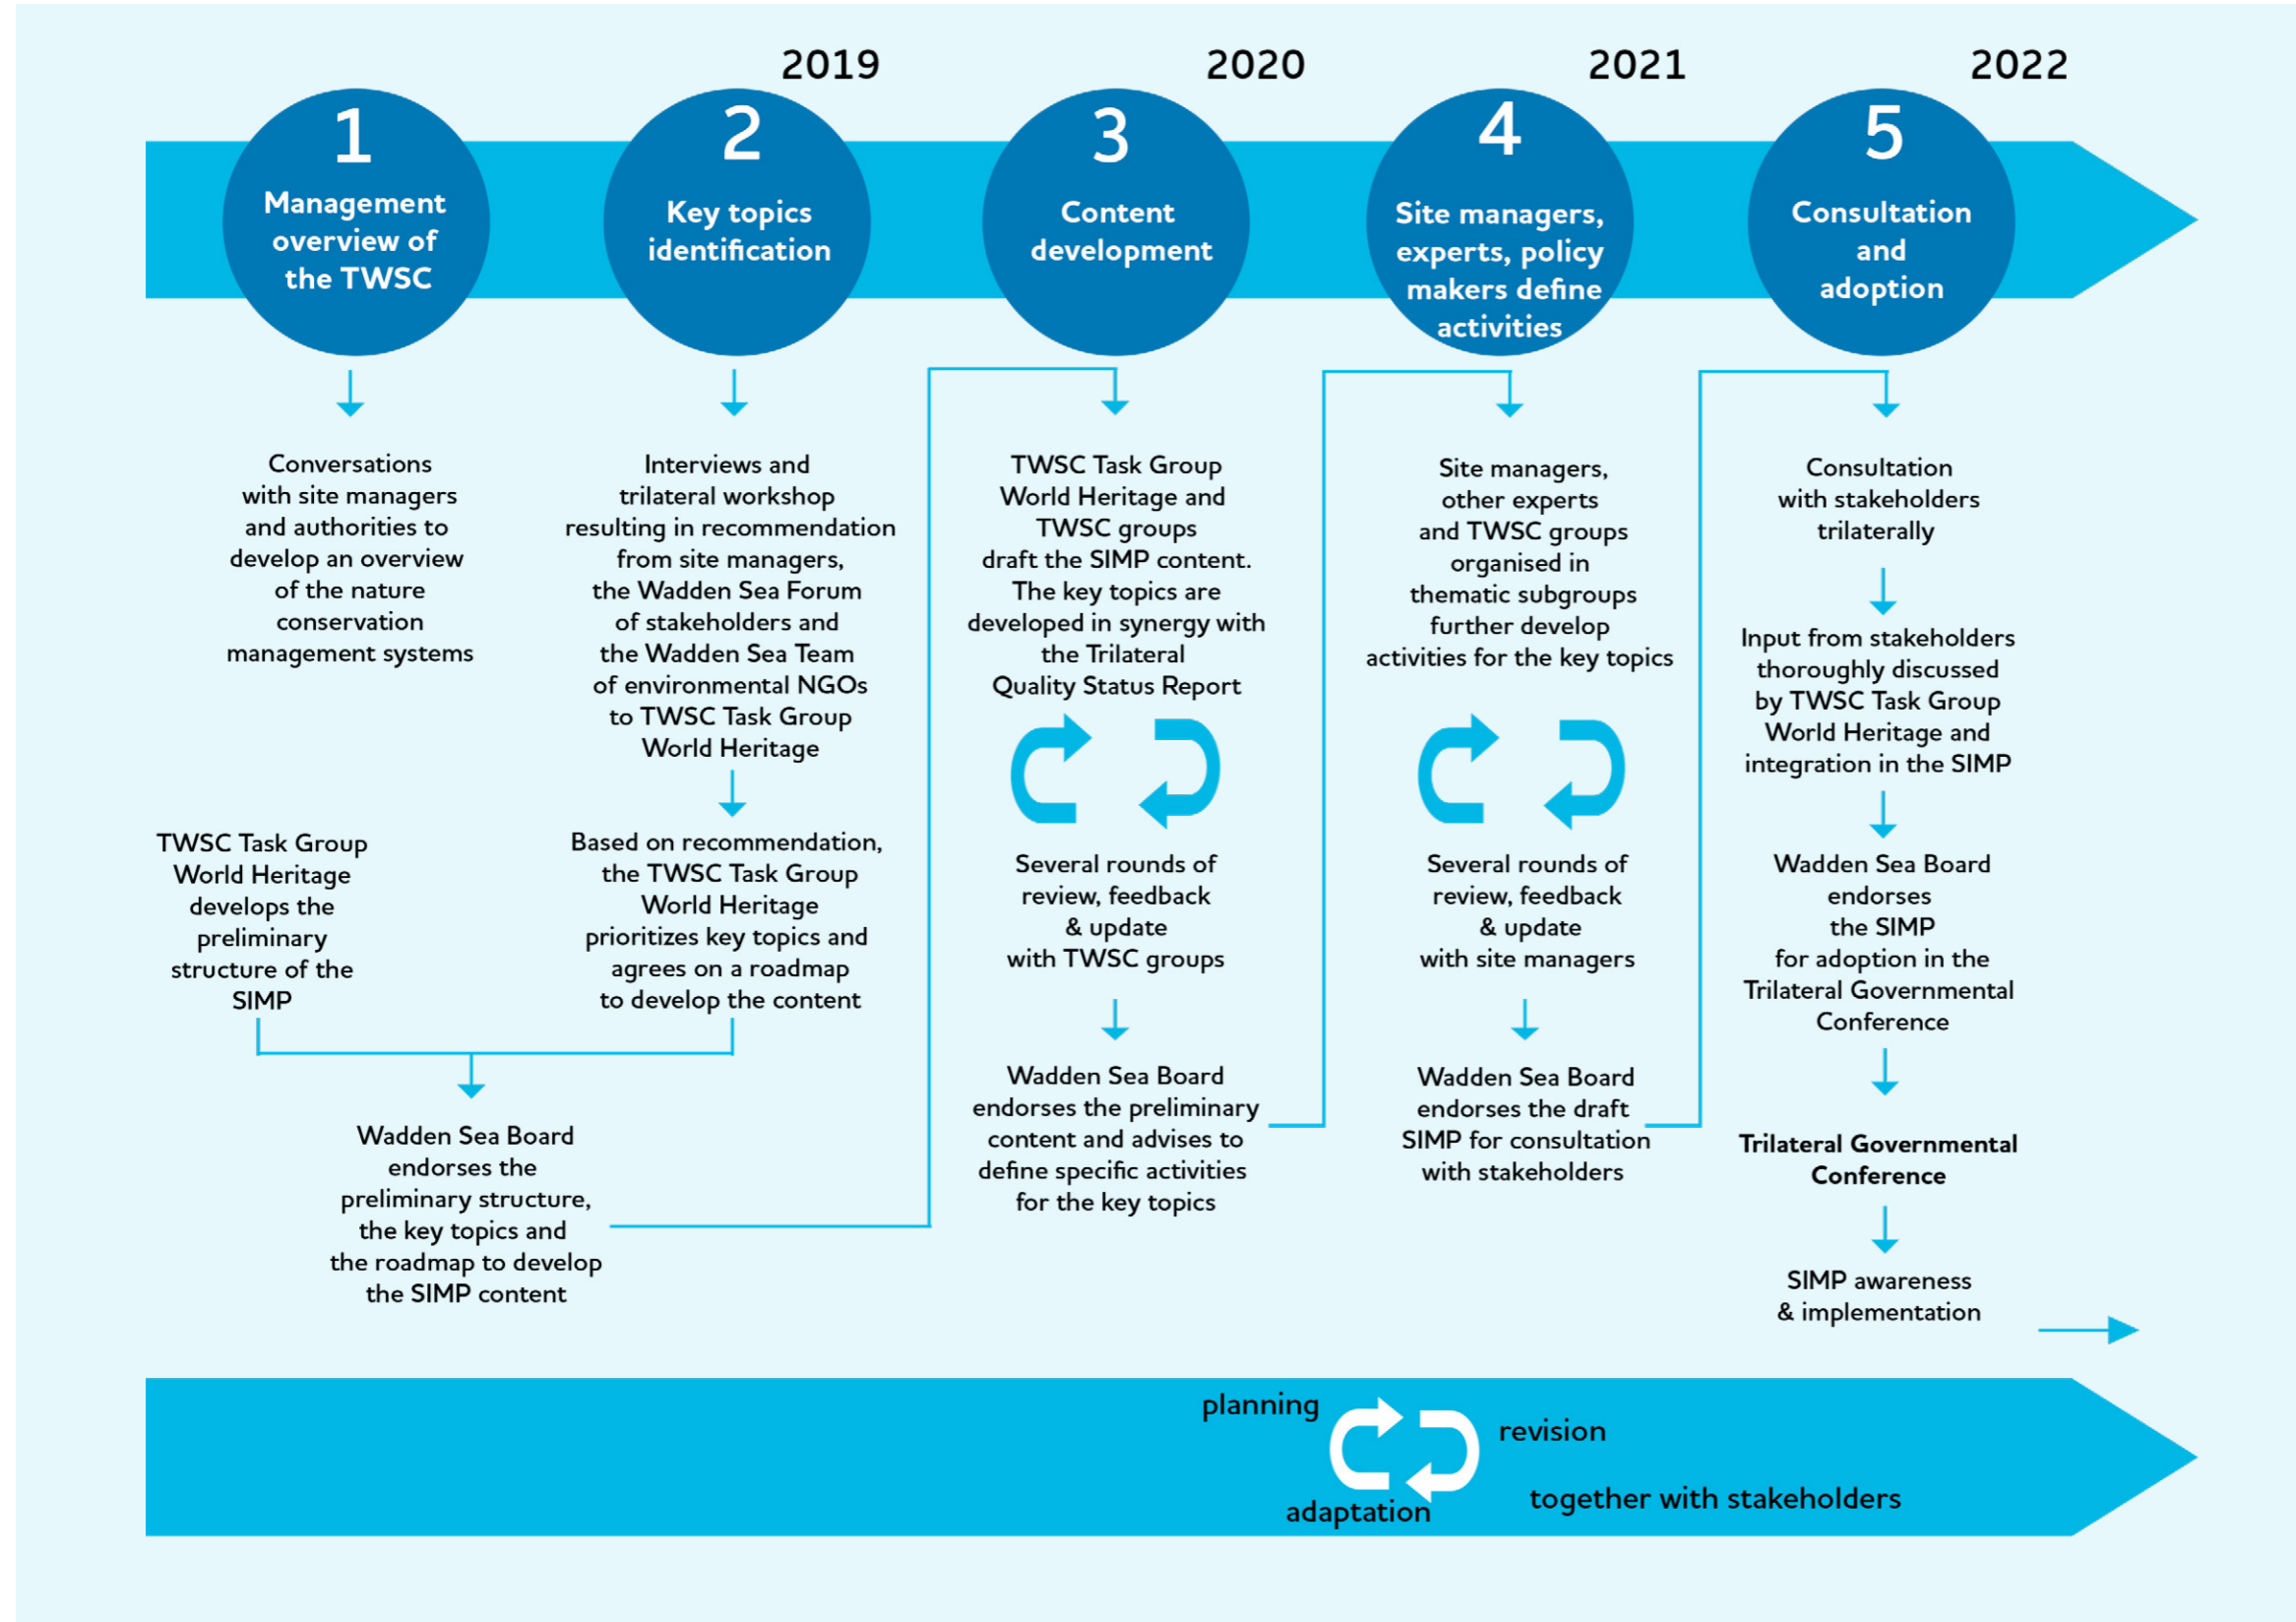 2019
2020
2021
2022
1
Management
overview of
the TWSC
2
Key topics
identification
3
Content
development
4
Site managers,
experts, policy
makers define
activities
5
Consultation
and
adoption
Conversations
with site managers
and authorities to
develop an overview
of the nature
conservation
management systems
TWSC Task Group
World Heritage
develops the
preliminary
structure of the
SIMP
Interviews and
trilateral workshop
resulting in recommendation
from site managers,
the Wadden Sea Forum
of stakeholders and
the Wadden Sea Team
of environmental NGOs
to TWSC Task Group
World Heritage
Based on recommendation,
the TWSC Task Group
World Heritage
prioritizes key topics and
agrees on a roadmap
to develop the content
Wadden Sea Board
endorses the
preliminary structure,
the key topics and
the roadmap to develop
the SIMP content
TWSC Task Group
World Heritage and
TWSC groups
draft the SIMP content.
The key topics are
developed in synergy with
the Trilateral
Quality Status Report
Several rounds of
review, feedback
& update
with TWSC groups
Wadden Sea Board
endorses the preliminary
content and advises to
define specific activities
for the key topics
Site managers,
other experts
and TWSC groups
organised in
thematic subgroups
further develop
activities for the key topics
Several rounds of
review, feedback
& update
with site managers
Wadden Sea Board
endorses the draft
SIMP for consultation
with stakeholders
Consultation
with stakeholders
trilaterally
Input from stakeholders
thoroughly discussed
by TWSC Task Group
World Heritage and
integration in the SIMP
Wadden Sea Board
endorses
the SIMP
for adoption in the
Trilateral Governmental
Conference
Trilateral Governmental
Conference
SIMP awareness
& implementation
planning
revision
adaptation
together with stakeholders